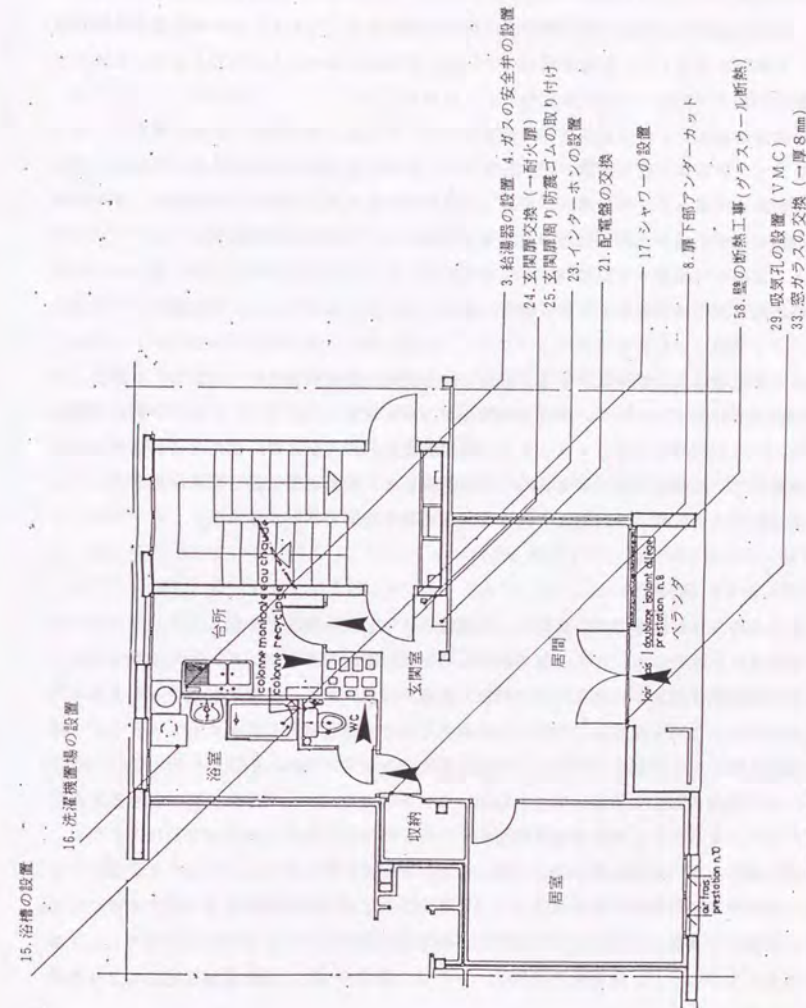 15. 浴槽の設置
16. 洗濯機置場の設置
台所
浴室
colonne montante eau chaude
colonne recyclage
WC
玄関室
収納
居間
居室
air frais
doublage isolant
prestation n.8
ベランダ
air frais
prestation n.
3. 給湯器の設置 4. ガスの安全弁の設置
24. 玄関扉交換(→耐火扉)
25. 玄関扉周り防震ゴムの取り付け
23. インターホンの設置
21. 配電盤の交換
17. シャワーの設置
8. 扉下部アンダーカット
58. 壁の断熱工事(グラスウール断熱)
29. 吸気孔の設置(VMC)
33. 窓ガラスの交換(→厚8mm)